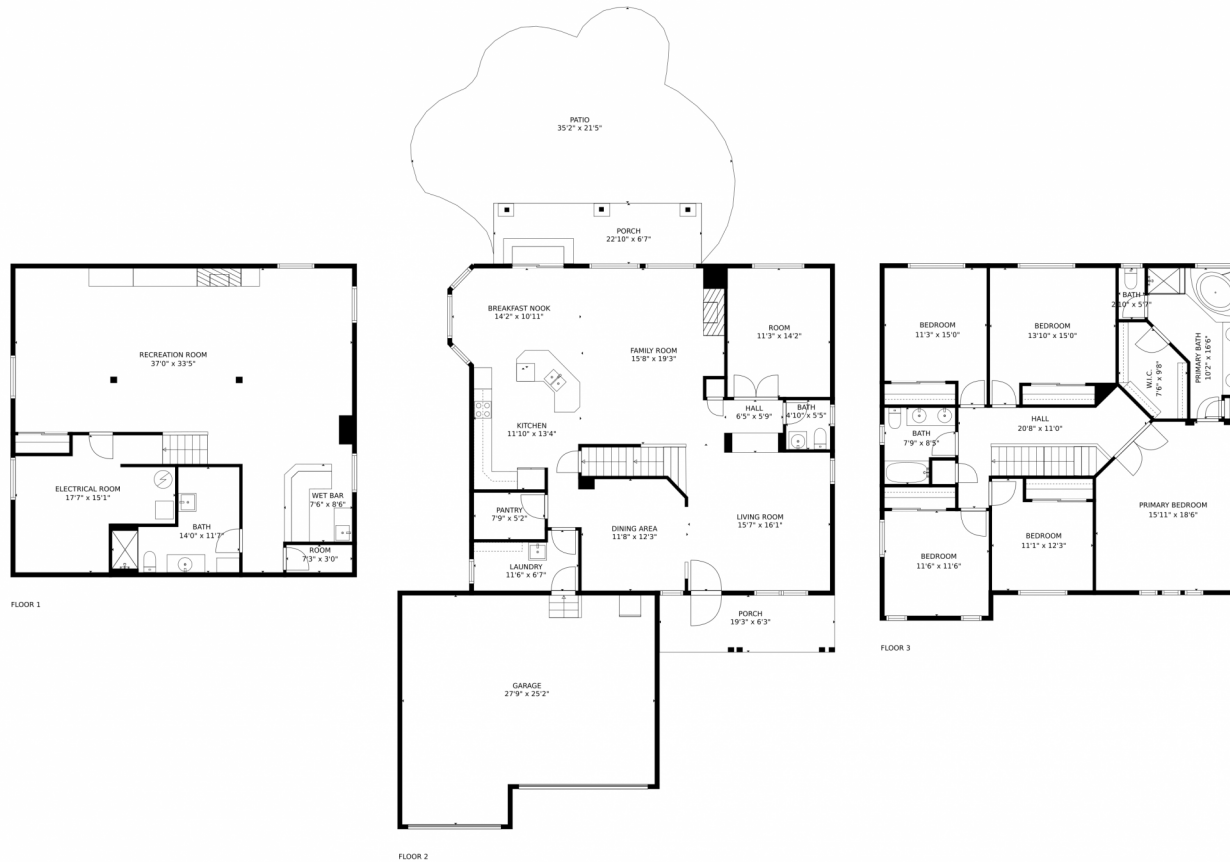 PATIO
35'2" x 21'5"
PORCH
22'10" x 6'7"
BREAKFAST NOOK
14'2" x 10'11"
FAMILY ROOM
15'8" x 19'3"
ROOM
11'3" x 14'2"
HALL
6'5" x 5'9"
BATH
4'10" x 5'5"
KITCHEN
11'10" x 13'4"
PANTRY
7'9" x 5'2"
DINING AREA
11'8" x 12'3"
LIVING ROOM
15'7" x 16'1"
LAUNDRY
11'6" x 6'7"
PORCH
19'3" x 6'3"
GARAGE
27'9" x 25'2"
FLOOR 2
RECREATION ROOM
37'0" x 33'5"
ELECTRICAL ROOM
17'7" x 15'1"
WET BAR
7'6" x 8'6"
BATH
14'0" x 11'7"
ROOM
7'3" x 3'0"
FLOOR 1
BEDROOM
11'3" x 15'0"
BEDROOM
13'10" x 15'0"
BATH
2'10" x 5'7"
W.I.C.
7'6" x 9'8"
PRIMARY BATH
10'2" x 16'6"
HALL
20'8" x 11'0"
BATH
7'9" x 8'5"
PRIMARY BEDROOM
15'11" x 18'6"
BEDROOM
11'6" x 11'6"
BEDROOM
11'1" x 12'3"
FLOOR 3